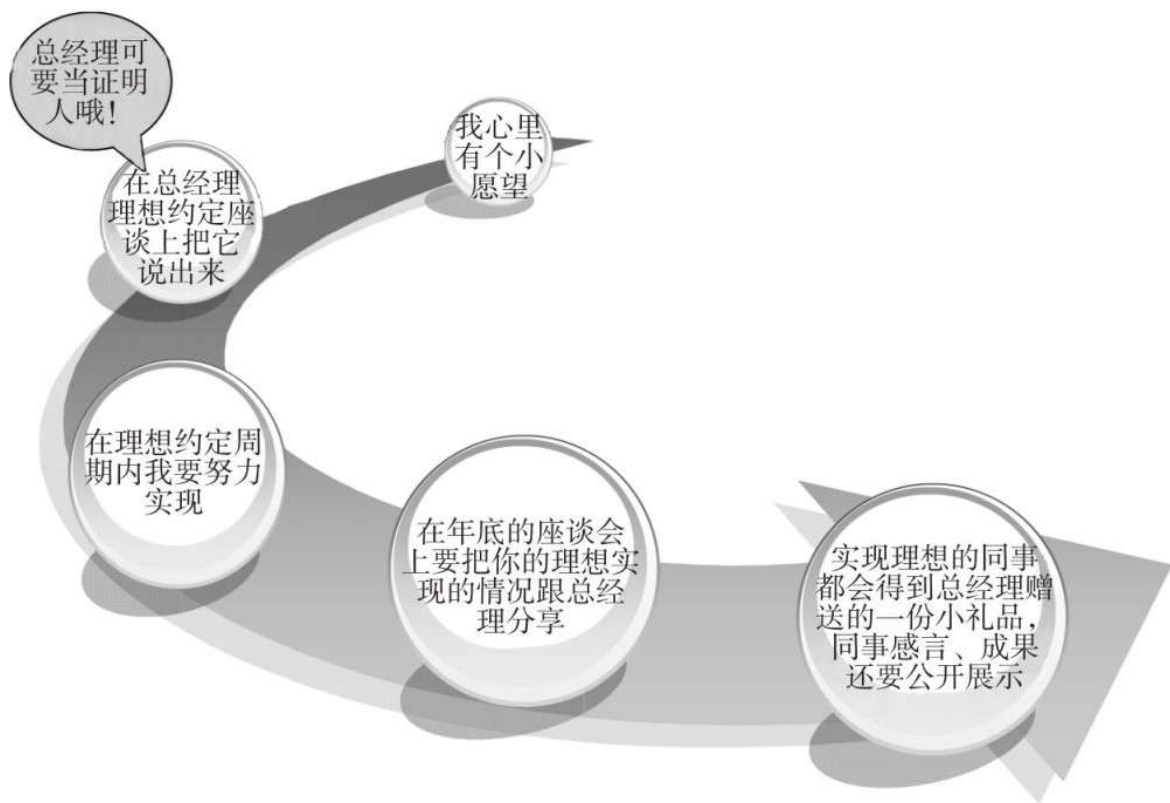 总经理可
要当证明
人哦！
我心里
有个小
愿望
在总经理
理想约定座
谈上把它
说出来
在理想约定周
期内我要努力
实现
在年底的座谈会
上要把你的理想实
现的情况跟总经
理分享
实现理想的同事
都会得到总经理赠
送的一份小礼品，
同事感言、成果
还要公开展示